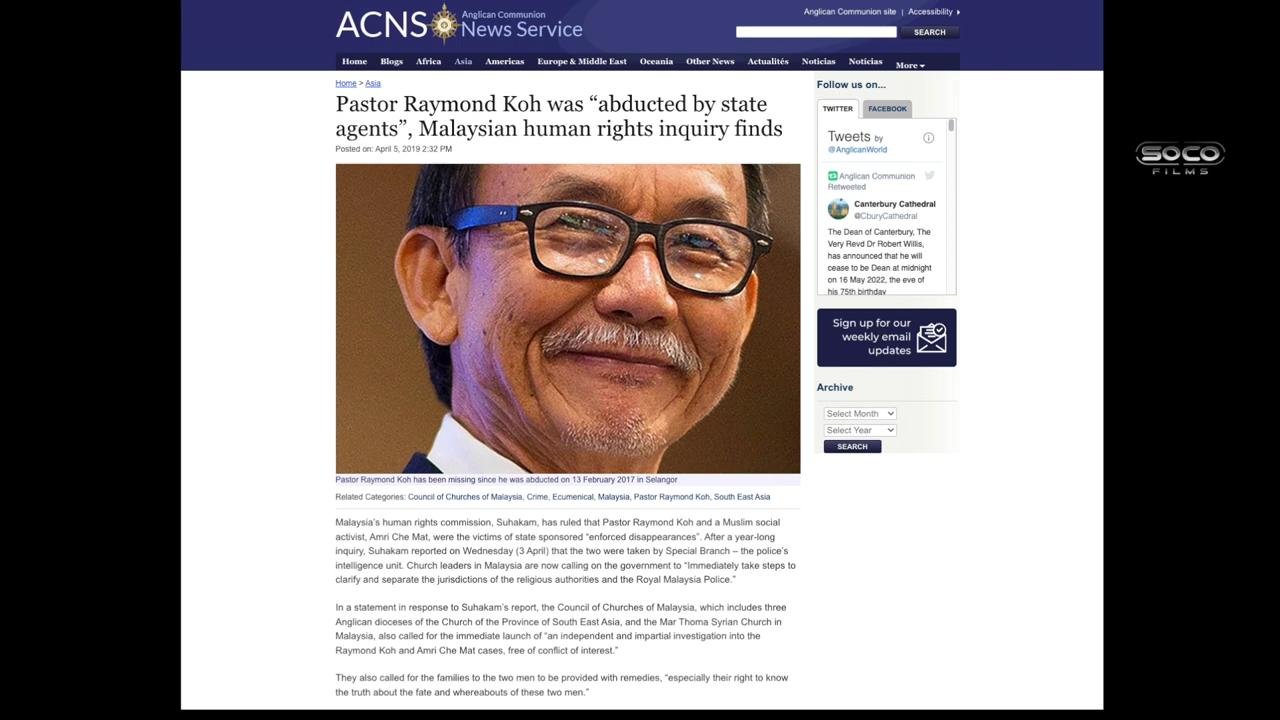 ACNS Anglican Communion
News Service
Anglican Communion site | Accessibility
SEARCH
Home Blogs Africa Asia Americas Europe & Middle East Oceania Other News Actualités Noticias Notícias More
Home > Asia
Pastor Raymond Koh was “abducted by state
agents”, Malaysian human rights inquiry finds
Posted on: April 5, 2019 2:32 PM
Pastor Raymond Koh has been missing since he was abducted on 13 February 2017 in Selangor
Related Categories: Council of Churches of Malaysia, Crime, Ecumenical, Malaysia, Pastor Raymond Koh, South East Asia
Malaysia’s human rights commission, Suhakam, has ruled that Pastor Raymond Koh and a Muslim social
activist, Amri Che Mat, were the victims of state sponsored “enforced disappearances”. After a year-long
inquiry, Suhakam reported on Wednesday (3 April) that the two were taken by Special Branch – the police’s
intelligence unit. Church leaders in Malaysia are now calling on the government to “Immediately take steps to
clarify and separate the jurisdictions of the religious authorities and the Royal Malaysia Police.”
In a statement in response to Suhakam’s report, the Council of Churches of Malaysia, which includes three
Anglican dioceses of the Church of the Province of South East Asia, and the Mar Thoma Syrian Church in
Malaysia, also called for the immediate launch of “an independent and impartial investigation into the
Raymond Koh and Amri Che Mat cases, free of conflict of interest.”
They also called for the families to the two men to be provided with remedies, “especially their right to know
the truth about the fate and whereabouts of these two men.”
Follow us on...
TWITTER FACEBOOK
Tweets by
@AnglicanWorld
Anglican Communion
Retweeted
Canterbury Cathedral
@CburyCathedral
The Dean of Canterbury, The
Very Revd Dr Robert Willis,
has announced that he will
cease to be Dean at midnight
on 16 May 2022, the eve of
his 75th birthday
Sign up for our
weekly email
updates
Archive
Select Month
Select Year
SEARCH
SOCO
FILMS